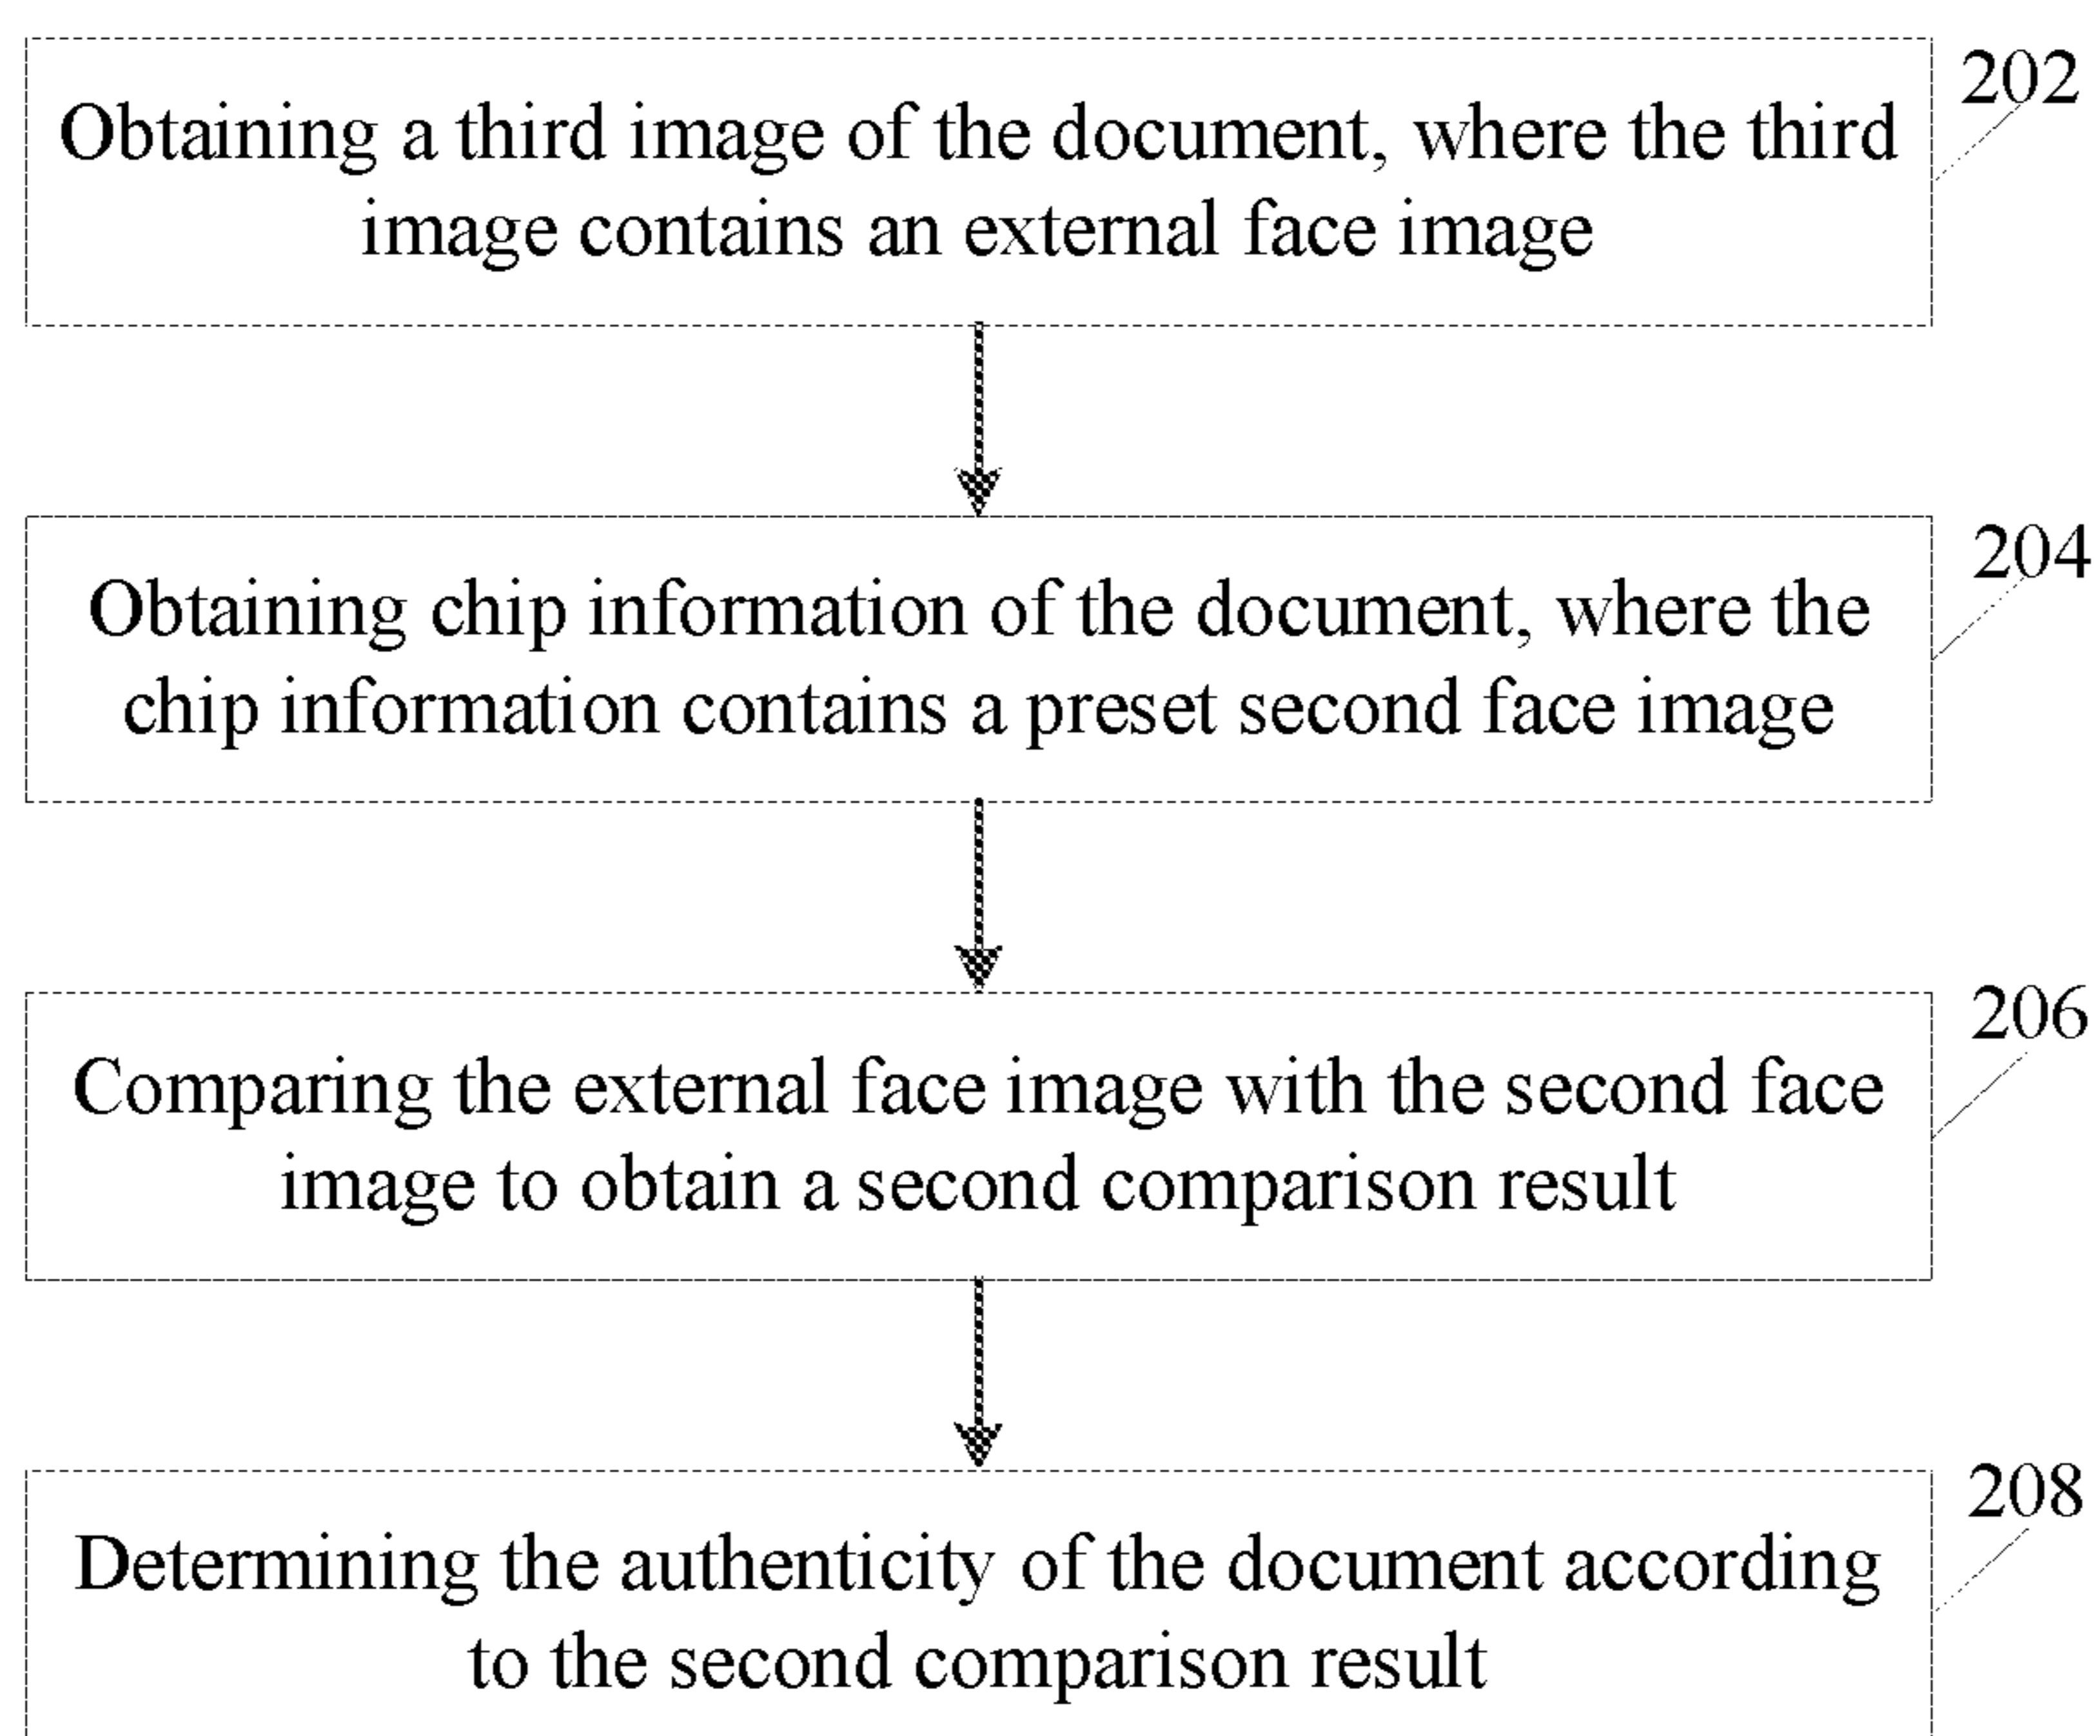 202
Obtaining a third image of the document, where the third
image contains an external face image
204
Obtaining chip information of the document, where the
chip information contains a preset second face image
206
Comparing the external face image with the second face
image to obtain a second comparison result
208
Determining the authenticity of the document according
to the second comparison result